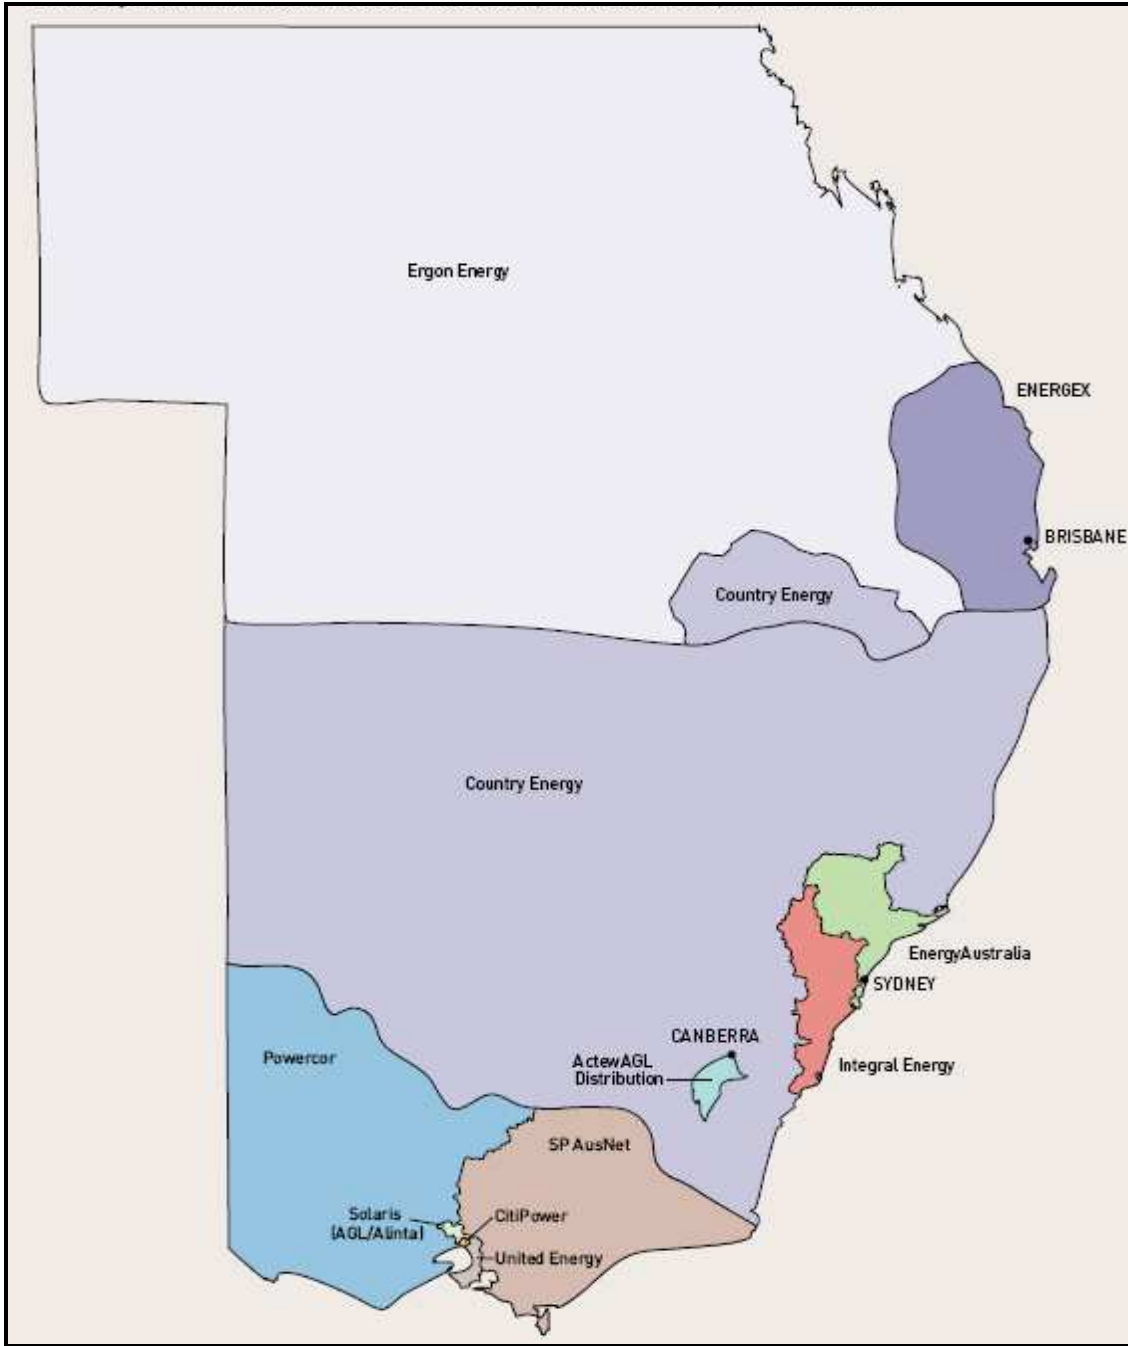 Ergon Energy
ENERGEX
BRISBANE
Country Energy
Country Energy
EnergyAustralia
SYDNEY
CANBERRA
ActewAGL
Distribution
Integral Energy
Powercor
SP AusNet
Solaris
(AGL/Alinta)
CitiPower
United Energy